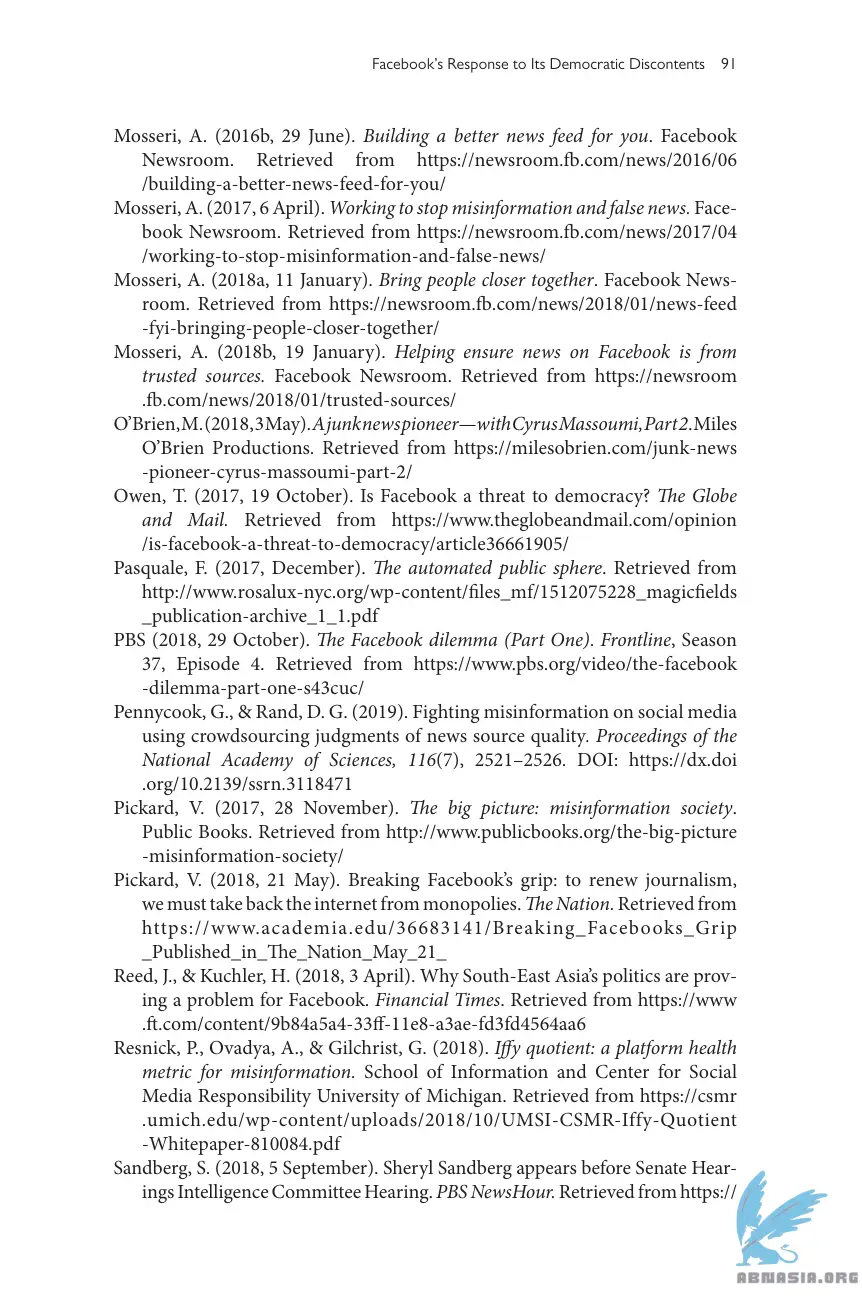 Facebook’s Response to Its Democratic Discontents 91
Mosseri, A. (2016b, 29 June). Building a better news feed for you. Facebook
Newsroom. Retrieved from https://newsroom.fb.com/news/2016/06
/building-a-better-news-feed-for-you/
Mosseri, A. (2017, 6 April). Working to stop misinformation and false news. Face-
book Newsroom. Retrieved from https://newsroom.fb.com/news/2017/04
/working-to-stop-misinformation-and-false-news/
Mosseri, A. (2018a, 11 January). Bring people closer together. Facebook News-
room. Retrieved from https://newsroom.fb.com/news/2018/01/news-feed
-fyi-bringing-people-closer-together/
Mosseri, A. (2018b, 19 January). Helping ensure news on Facebook is from
trusted sources. Facebook Newsroom. Retrieved from https://newsroom
.fb.com/news/2018/01/trusted-sources/
O’Brien, M. (2018, 3 May). A junk news pioneer—with Cyrus Massoumi, Part 2. Miles
O’Brien Productions. Retrieved from https://milesobrien.com/junk-news
-pioneer-cyrus-massoumi-part-2/
Owen, T. (2017, 19 October). Is Facebook a threat to democracy? The Globe
and Mail. Retrieved from https://www.theglobeandmail.com/opinion
/is-facebook-a-threat-to-democracy/article36661905/
Pasquale, F. (2017, December). The automated public sphere. Retrieved from
http://www.rosalux-nyc.org/wp-content/files_mf/1512075228_magicfields
_publication-archive_1_1.pdf
PBS (2018, 29 October). The Facebook dilemma (Part One). Frontline, Season
37, Episode 4. Retrieved from https://www.pbs.org/video/the-facebook
-dilemma-part-one-s43cuc/
Pennycook, G., & Rand, D. G. (2019). Fighting misinformation on social media
using crowdsourcing judgments of news source quality. Proceedings of the
National Academy of Sciences, 116(7), 2521–2526. DOI: https://dx.doi
.org/10.2139/ssrn.3118471
Pickard, V. (2017, 28 November). The big picture: misinformation society.
Public Books. Retrieved from http://www.publicbooks.org/the-big-picture
-misinformation-society/
Pickard, V. (2018, 21 May). Breaking Facebook’s grip: to renew journalism,
we must take back the internet from monopolies. The Nation. Retrieved from
https://www.academia.edu/36683141/Breaking_Facebooks_Grip
_Published_in_The_Nation_May_21_
Reed, J., & Kuchler, H. (2018, 3 April). Why South-East Asia’s politics are prov-
ing a problem for Facebook. Financial Times. Retrieved from https://www
.ft.com/content/9b84a5a4-33ff-11e8-a3ae-fd3fd4564aa6
Resnick, P., Ovadya, A., & Gilchrist, G. (2018). Iffy quotient: a platform health
metric for misinformation. School of Information and Center for Social
Media Responsibility University of Michigan. Retrieved from https://csmr
.umich.edu/wp-content/uploads/2018/10/UMSI-CSMR-Iffy-Quotient
-Whitepaper-810084.pdf
Sandberg, S. (2018, 5 September). Sheryl Sandberg appears before Senate Hear-
ings Intelligence Committee Hearing. PBS NewsHour. Retrieved from https://
ABNASIA.ORG